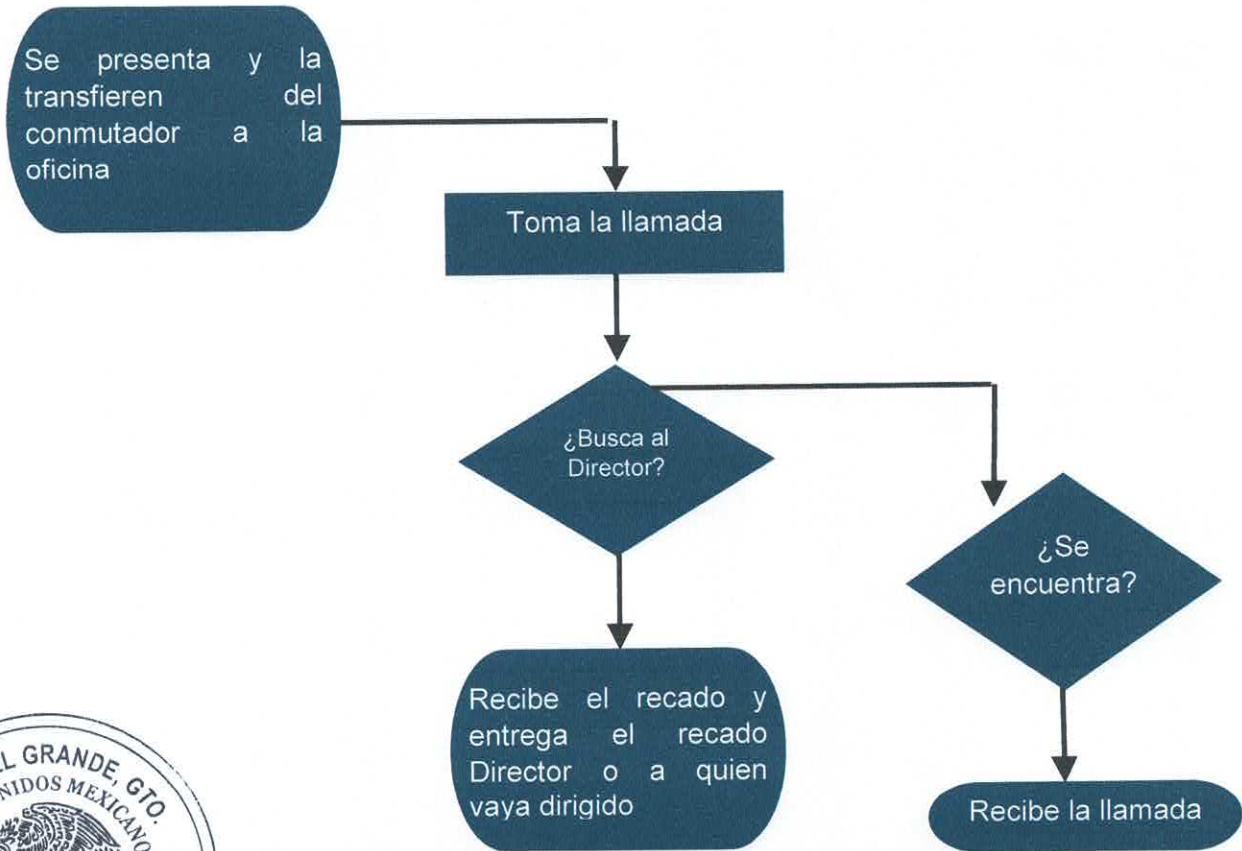 Se presenta y la
transfieren del
conmutador a la
oficina
Toma la llamada
¿Busca al
Director?
¿Se
encuentra?
Recibe el recado y
entrega el recado
Director o a quien
vaya dirigido
Recibe la llamada
L GRANDE, GTO.
NIDOS MEXICANO